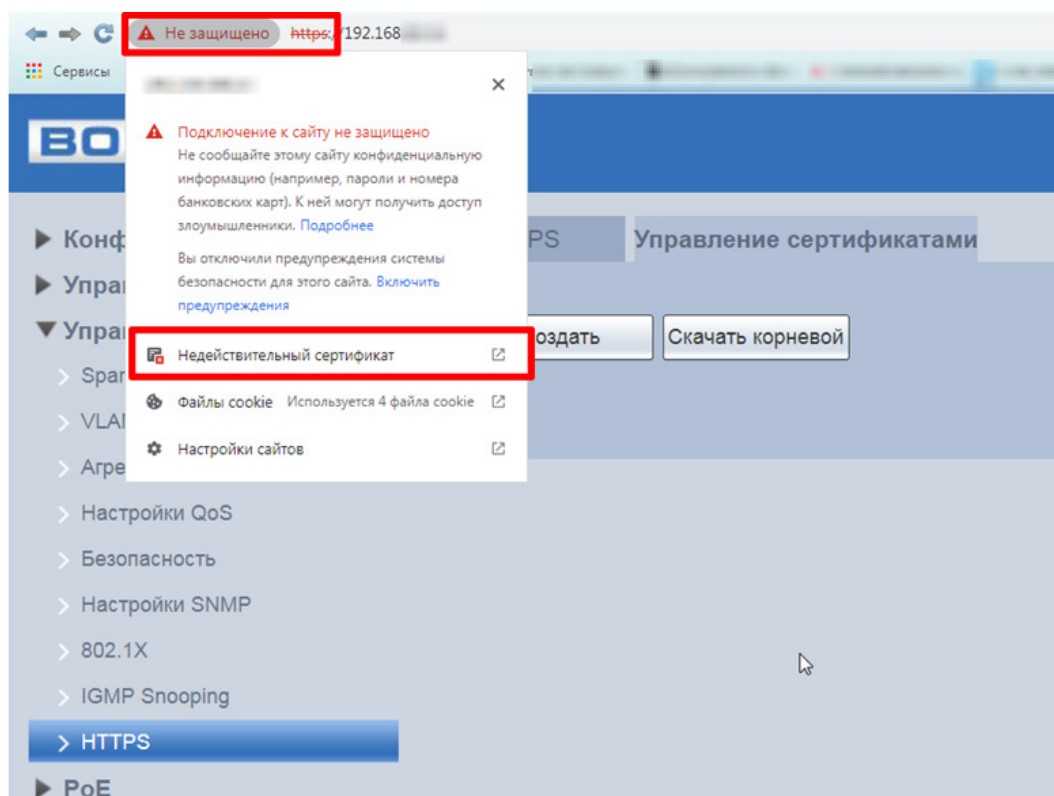 Не защищено https://192.168
Сервисы
Подключение к сайту не защищено
Не сообщайте этому сайту конфиденциальную
информацию (например, пароли и номера
банковских карт). К ней могут получить доступ
злоумышленники. Подробнее
Вы отключили предупреждения системы
безопасности для этого сайта. Включить
предупреждения
Недействительный сертификат
Файлы cookie Используется 4 файла cookie
Настройки сайтов
BO
Конф
PS Управление сертификатами
Упра
Упра
оздать Скачать корневой
Spar
VLAN
Агре
Настройки QoS
Безопасность
Настройки SNMP
802.1X
IGMP Snooping
HTTPS
PoE